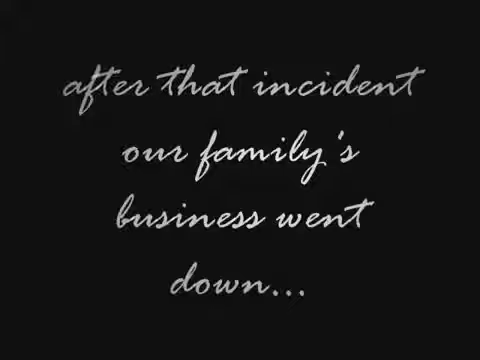 after that incident
our family's
business went
down...